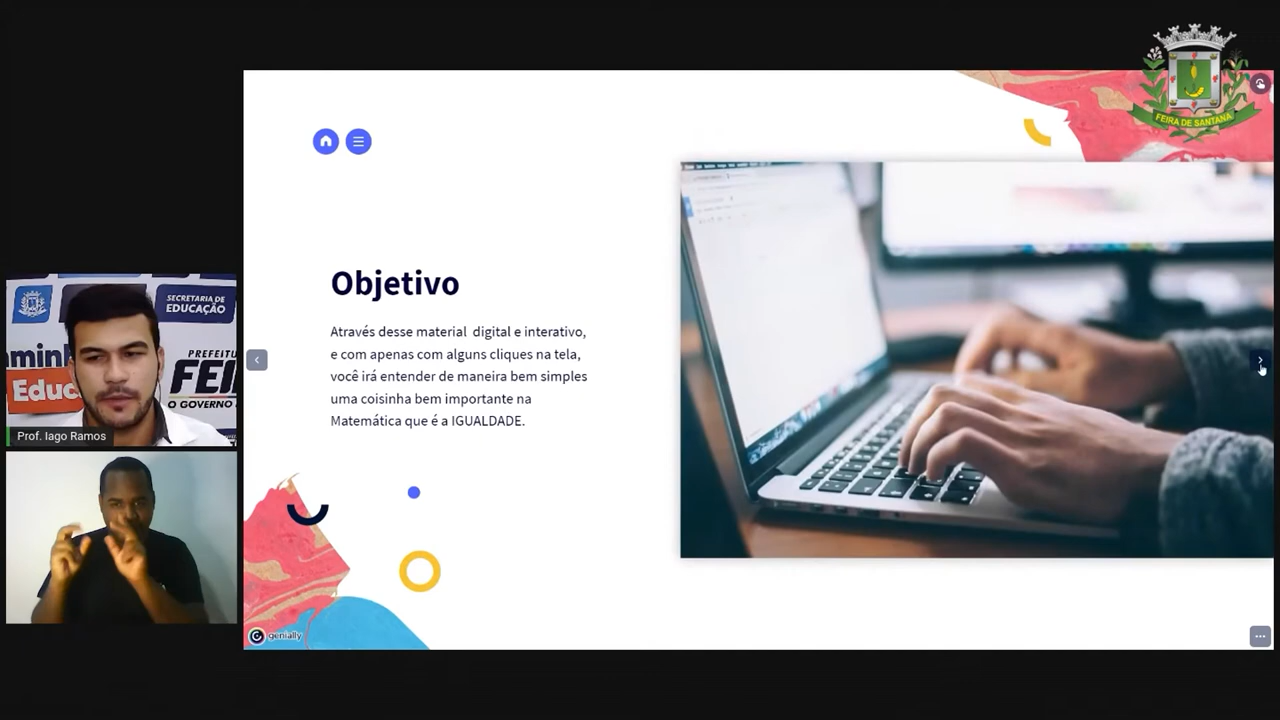 FEIRA DE SANTANA
Objetivo
Através desse material digital e interativo,
e com apenas com alguns cliques na tela,
você irá entender de maneira bem simples
uma coisinha bem importante na
Matemática que é a IGUALDADE.
SECRETARIA DE
EDUCAÇÃO
aminh
Educ
PREFEITU
FEI
O GOVERNO
Prof. Iago Ramos
genially